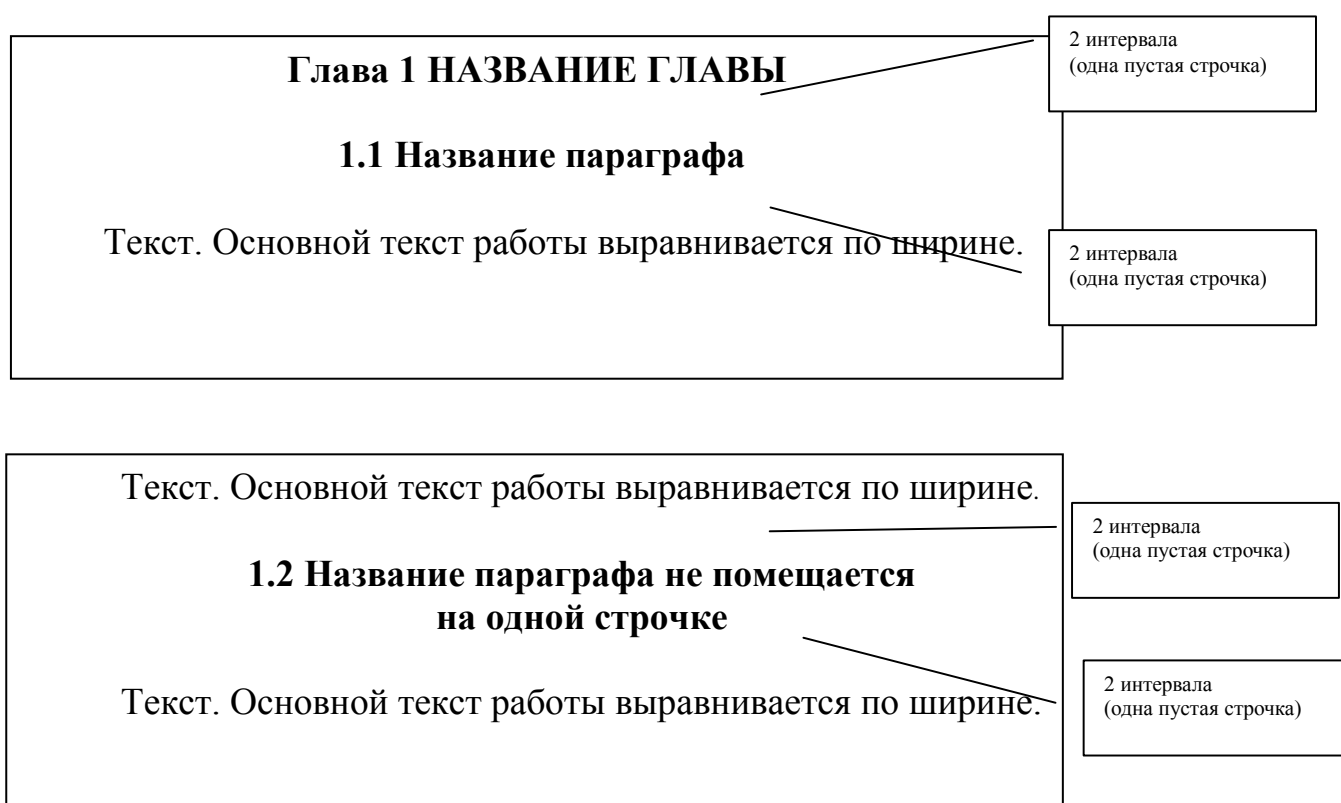 2 интервала
(одна пустая строчка)
Глава 1 НАЗВАНИЕ ГЛАВЫ
1.1 Название параграфа
Текст. Основной текст работы выравнивается по ширине.
2 интервала
(одна пустая строчка)
Текст. Основной текст работы выравнивается по ширине.
2 интервала
(одна пустая строчка)
1.2 Название параграфа не помещается
на одной строчке
Текст. Основной текст работы выравнивается по ширине.
2 интервала
(одна пустая строчка)